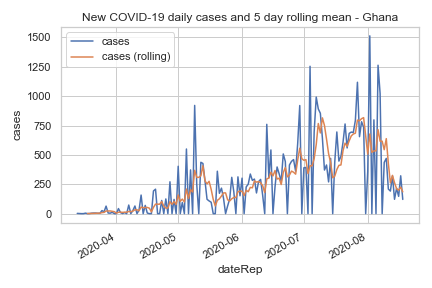 New COVID-19 daily cases and 5 day rolling mean - Ghana
cases
cases (rolling)
1500
1250
1000
750
500
250
0
cases
2020-04
2020-05
2020-06
2020-07
2020-08
dateRep